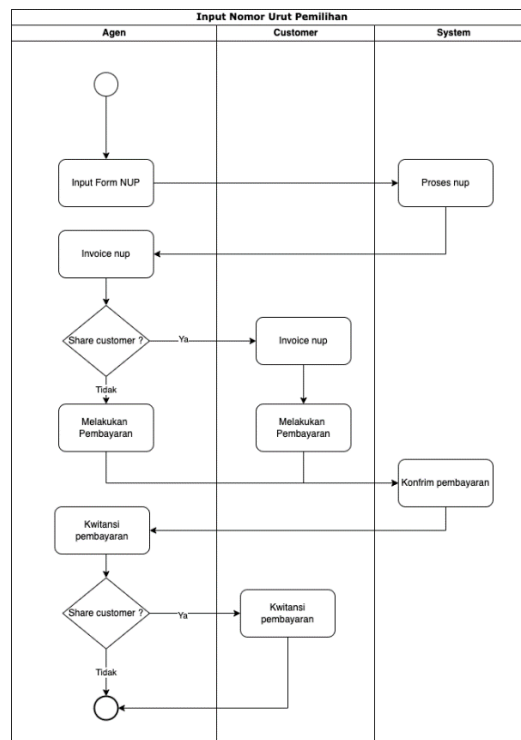 Input Nomor Urut Pemilihan
Agen
Customer
System
Input Form NUP
Proses nup
Invoice nup
Share customer ?
Ya
Invoice nup
Tidak
Melakukan
Pembayaran
Melakukan
Pembayaran
Konfrim pembayaran
Kwitansi
pembayaran
Share customer ?
Ya
Kwitansi
pembayaran
Tidak